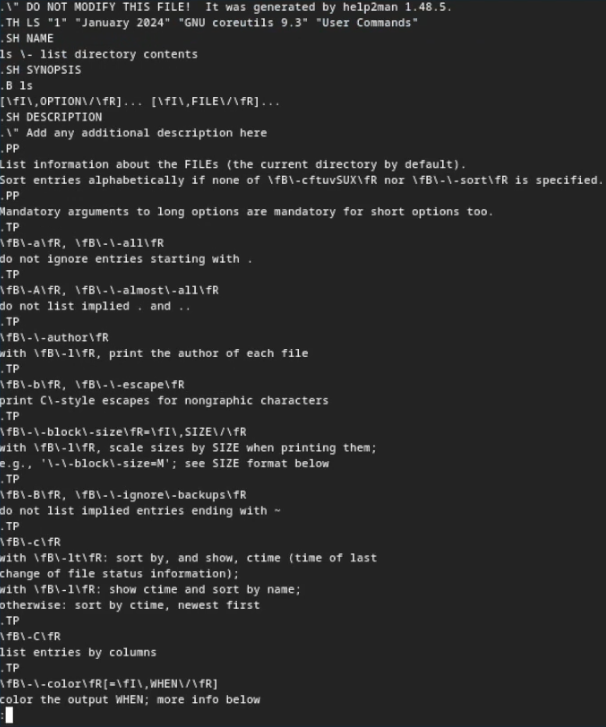 .\" DO NOT MODIFY THIS FILE!  It was generated by help2man 1.48.5.
.TH LS "1" "January 2024" "GNU coreutils 9.3" "User Commands"
.SH NAME
ls \- list directory contents
.SH SYNOPSIS
.B ls
[\fI\,OPTION\/\fR]... [\fI\,FILE\/\fR]...
.SH DESCRIPTION
.\" Add any additional description here
.PP
List information about the FILEs (the current directory by default).
Sort entries alphabetically if none of \fB\-cftuvSUX\fR nor \fB\-\-sort\fR is specified.
.PP
Mandatory arguments to long options are mandatory for short options too.
.TP
\fB\-a\fR, \fB\-\-all\fR
do not ignore entries starting with .
.TP
\fB\-A\fR, \fB\-\-almost\-all\fR
do not list implied . and ..
.TP
\fB\-\-author\fR
with \fB\-l\fR, print the author of each file
.TP
\fB\-b\fR, \fB\-\-escape\fR
print C\-style escapes for nongraphic characters
.TP
\fB\-\-block\-size\fR=\fI\,SIZE\/\fR
with \fB\-l\fR, scale sizes by SIZE when printing them;
e.g., '\-\-block\-size=M'; see SIZE format below
.TP
\fB\-B\fR, \fB\-\-ignore\-backups\fR
do not list implied entries ending with ~
.TP
\fB\-c\fR
with \fB\-lt\fR: sort by, and show, ctime (time of last
change of file status information);
with \fB\-l\fR: show ctime and sort by name;
otherwise: sort by ctime, newest first
.TP
\fB\-C\fR
list entries by columns
.TP
\fB\-\-color\fR[=\fI\,WHEN\/\fR]
color the output WHEN; more info below
: